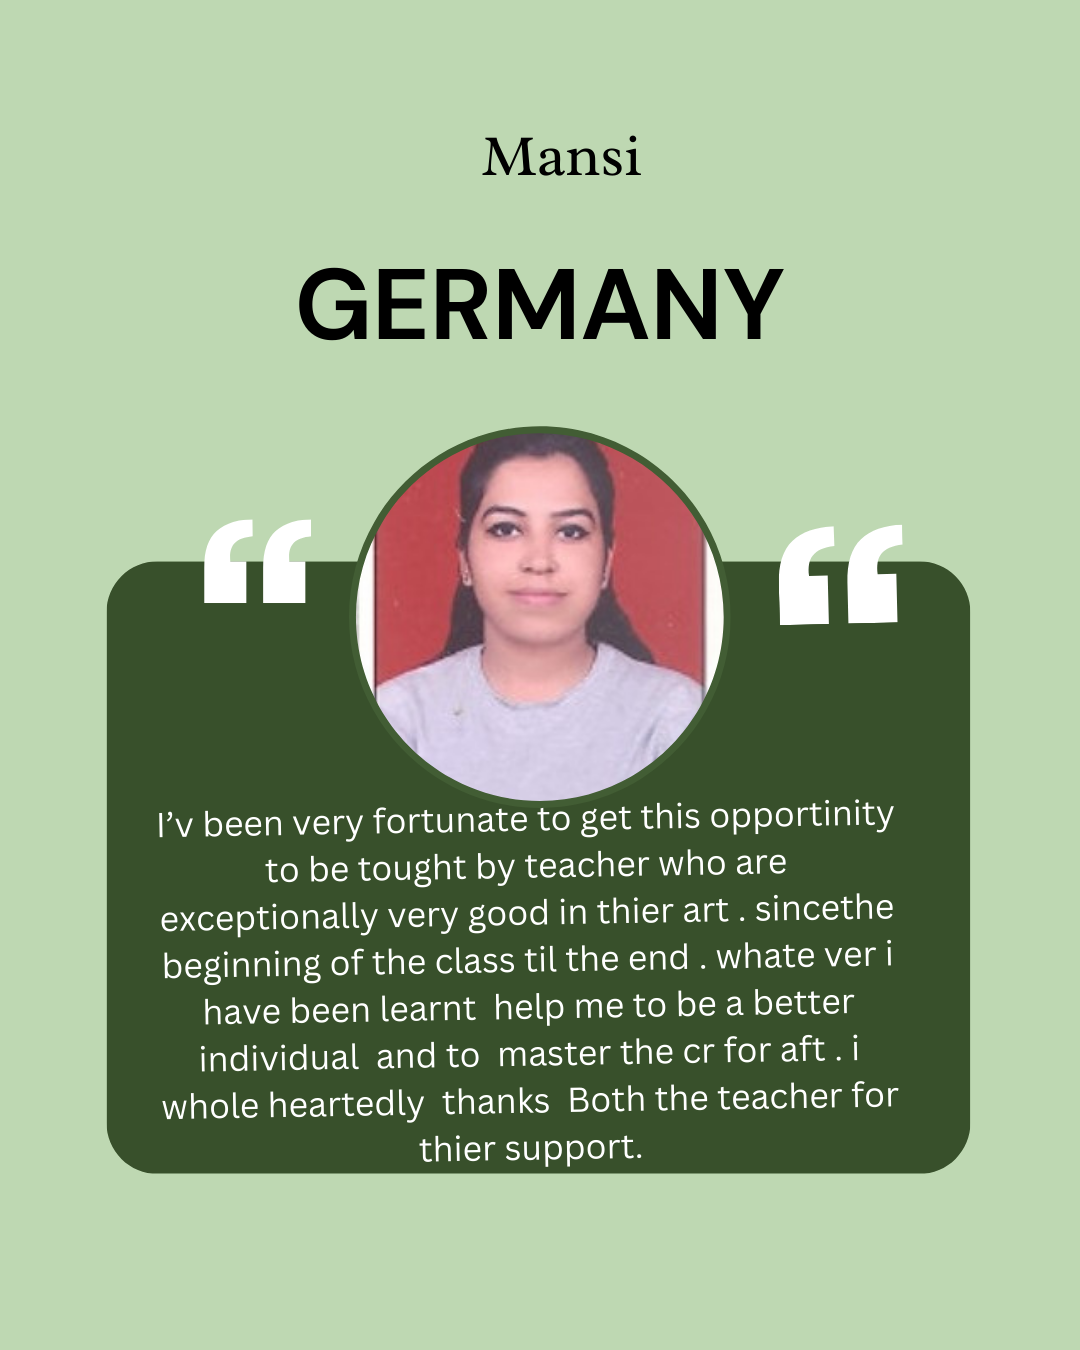 Mansi
GERMANY
“ “
I’v been very fortunate to get this opportinity
to be tought by teacher who are
exceptionally very good in thier art . sincethe
beginning of the class til the end . whate ver i
have been learnt  help me to be a better
individual  and to  master the cr for aft . i
whole heartedly  thanks  Both the teacher for
thier support.